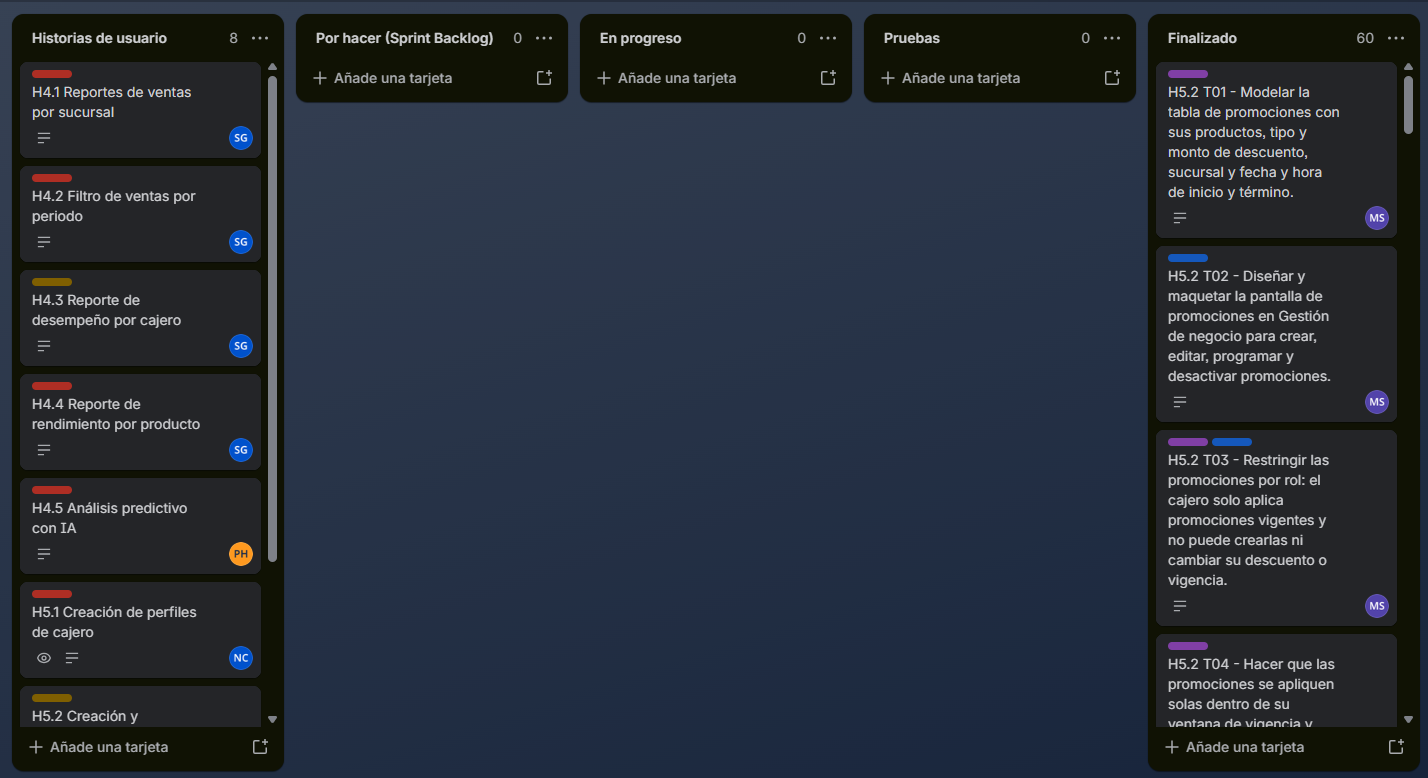 Historias de usuario 8
H4.1 Reportes de ventas
por sucursal
SG
H4.2 Filtro de ventas por
periodo
SG
H4.3 Reporte de
desempeño por cajero
SG
H4.4 Reporte de
rendimiento por producto
SG
H4.5 Análisis predictivo
con IA
PH
H5.1 Creación de perfiles
de cajero
NC
H5.2 Creación y
Añade una tarjeta
Por hacer (Sprint Backlog) 0
Añade una tarjeta
En progreso 0
Añade una tarjeta
Pruebas 0
Añade una tarjeta
Finalizado 60
H5.2 T01 - Modelar la
tabla de promociones con
sus productos, tipo y
monto de descuento,
sucursal y fecha y hora
de inicio y término.
MS
H5.2 T02 - Diseñar y
maquetar la pantalla de
promociones en Gestión
de negocio para crear,
editar, programar y
desactivar promociones.
MS
H5.2 T03 - Restringir las
promociones por rol: el
cajero solo aplica
promociones vigentes y
no puede crearlas ni
cambiar su descuento o
vigencia.
MS
H5.2 T04 - Hacer que las
promociones se apliquen
solas dentro de su
ventana de vigencia y
Añade una tarjeta